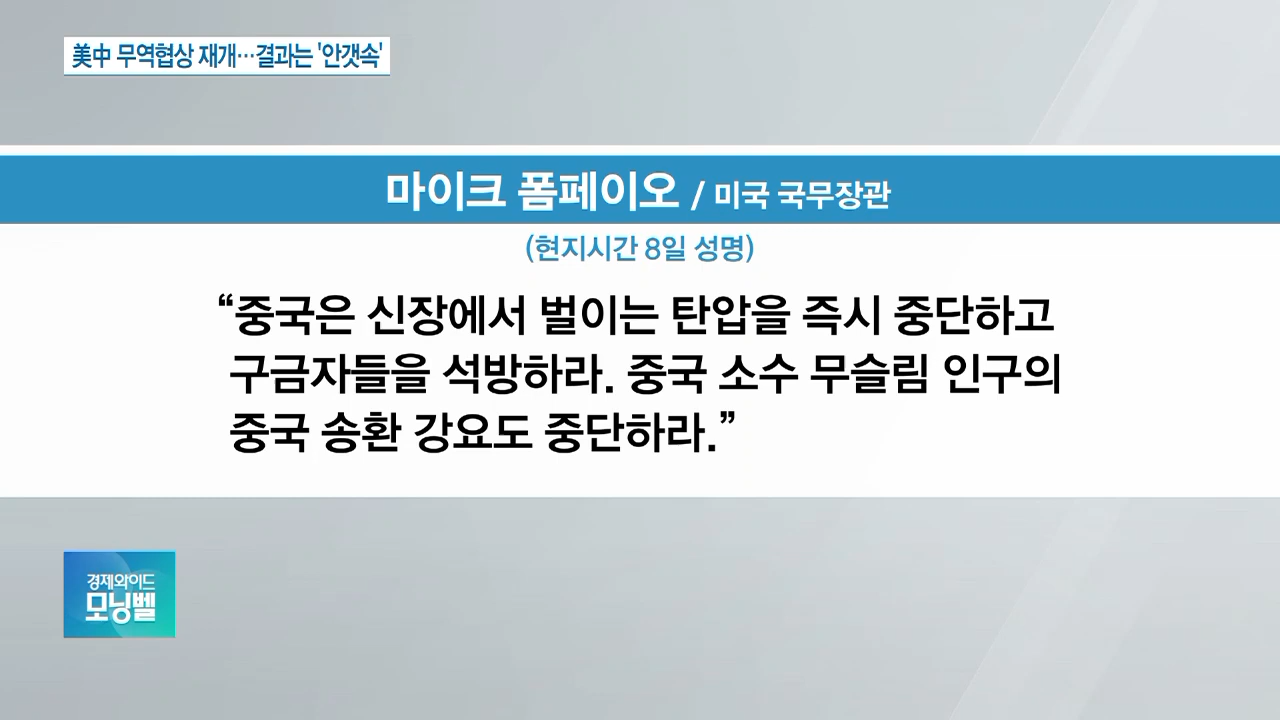 美中 무역협상 재개…결과는 '안갯속'
마이크 폼페이오 / 미국 국무장관
(현지시간 8일 성명)
“중국은 신장에서 벌이는 탄압을 즉시 중단하고
구금자들을 석방하라. 중국 소수 무슬림 인구의
중국 송환 강요도 중단하라.”
경제와이드
모닝벨